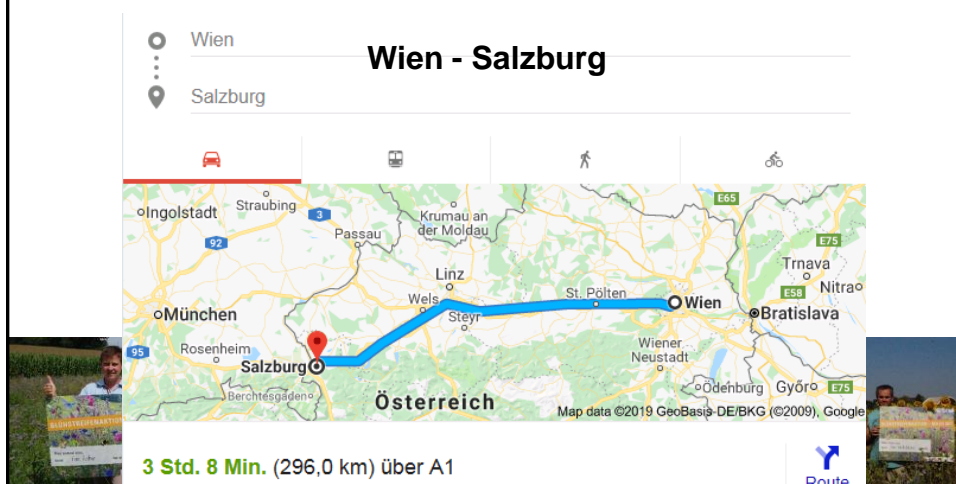 Wien
Wien - Salzburg
Salzburg
Ingolstadt
Straubing
3
Krumau an
der Moldau
E65
92
Passau
E75
Linz
Trnava
Nitra
E58
München
Wels
Steyr
St. Pölten
Wien
Bratislava
95
Rosenheim
Salzburg
Wiener
Neustadt
Berchtesgaden
Österreich
Ödenburg
Győr
E75
Map data ©2019 GeoBasis-DE/BKG (©2009), Google
BLÜHSTREIFENAKTION
3 Std. 8 Min. (296,0 km) über A1
Route